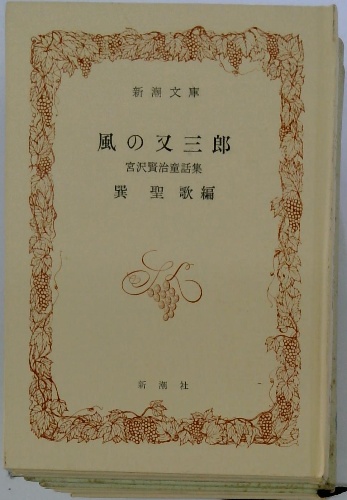 新潮文庫
風の又三郎
宮沢賢治童話集
巽聖歌編
新潮社